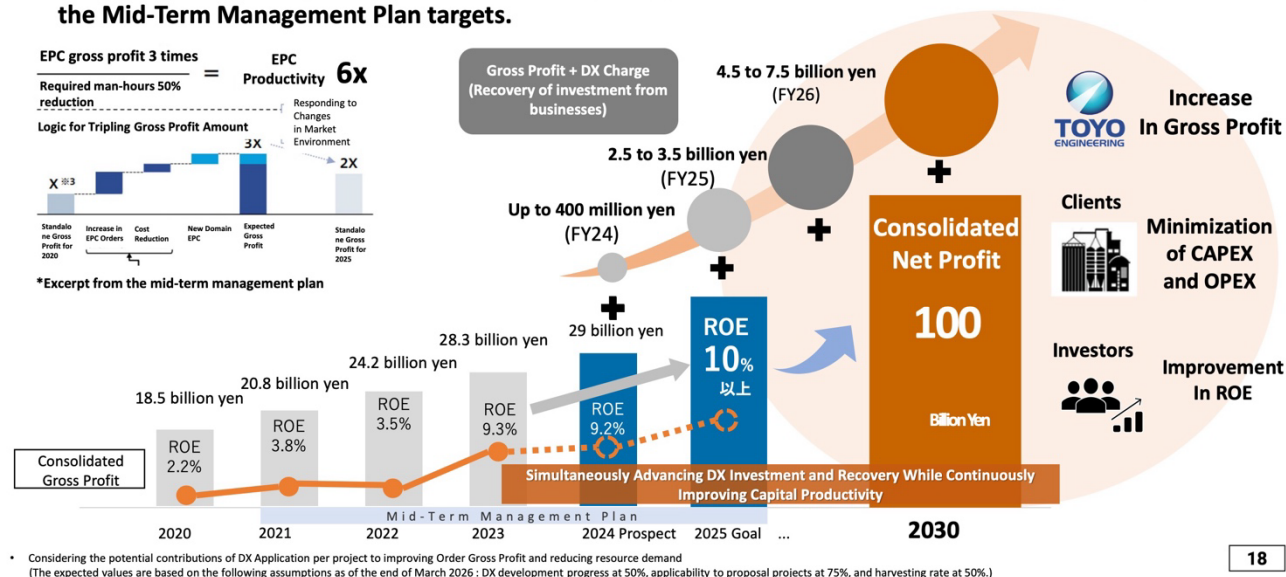 the Mid-Term Management Plan targets.
EPC gross profit 3 times
Required man-hours 50%
reduction
=
EPC
Productivity 6x
Responding to
Changes
in Market
Environment
Logic for Tripling Gross Profit Amount
X ※3
3X
2X
Standalo
ne Gross
Profit for
2020
Increase in
EPC Orders
Cost
Reduction
New Domain
EPC
Expected
Gross
Profit
Standalo
ne Gross
Profit for
2025
*Excerpt from the mid-term management plan
Gross Profit + DX Charge
(Recovery of investment from
businesses)
4.5 to 7.5 billion yen
(FY26)
2.5 to 3.5 billion yen
(FY25)
Up to 400 million yen
(FY24)
TOYO
ENGINEERING
Increase
In Gross Profit
Clients
Minimization
of CAPEX
and OPEX
Investors
Improvement
In ROE
Consolidated
Net Profit
100
Billion Yen
18.5 billion yen
20.8 billion yen
24.2 billion yen
28.3 billion yen
29 billion yen
ROE
2.2%
ROE
3.8%
ROE
3.5%
ROE
9.3%
ROE
9.2%
ROE
10%
以上
Consolidated
Gross Profit
Simultaneously Advancing DX Investment and Recovery While Continuously
Improving Capital Productivity
Mid-Term Management Plan
2020
2021
2022
2023
2024 Prospect
2025 Goal
...
2030
• Considering the potential contributions of DX Application per project to improving Order Gross Profit and reducing resource demand
(The expected values are based on the following assumptions as of the end of March 2026 : DX development progress at 50%, applicability to proposal projects at 75%, and harvesting rate at 50%.)
18